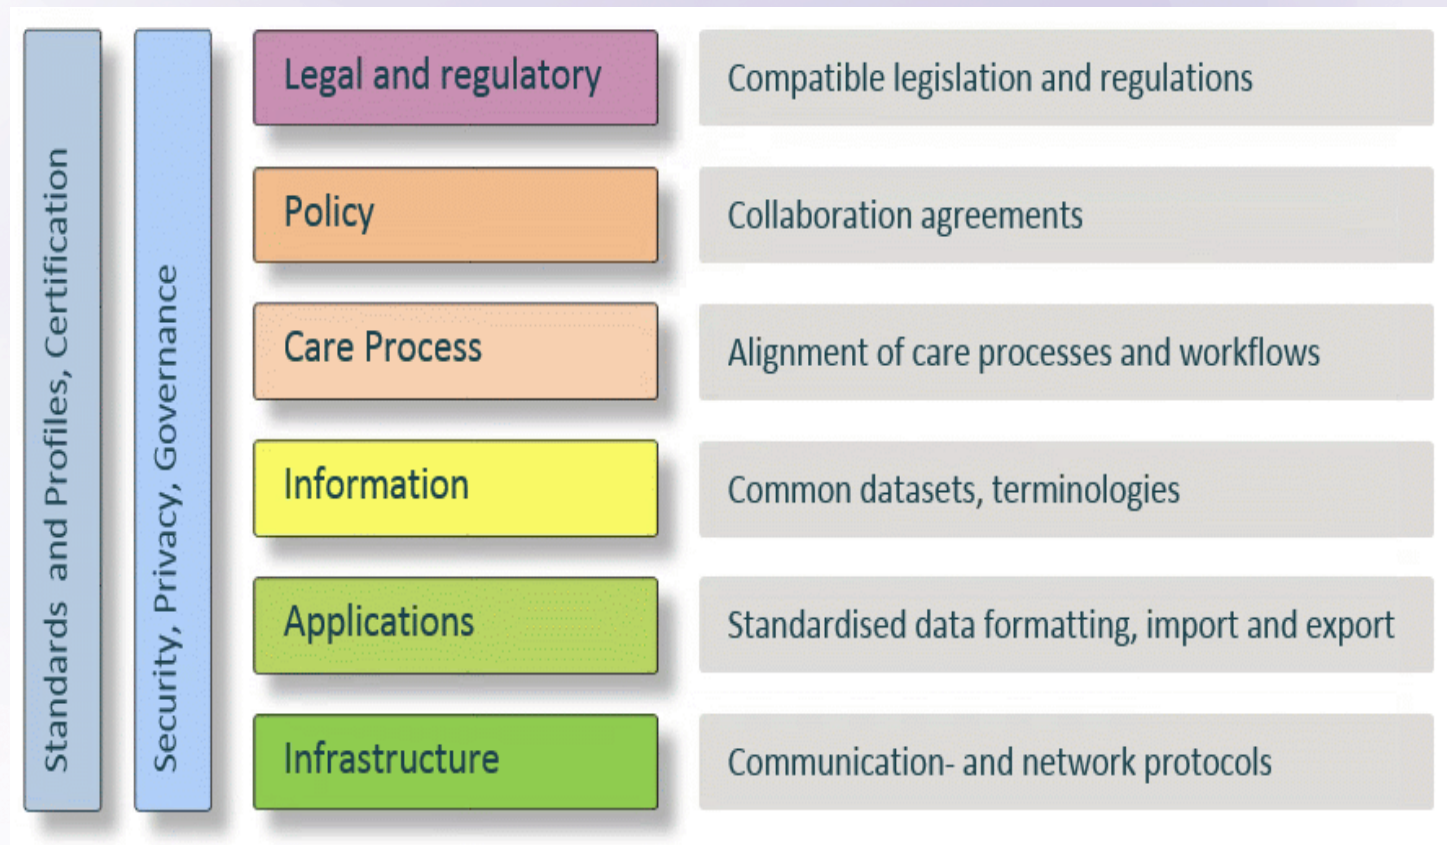 Standards and Profiles, Certification
Security, Privacy, Governance
Legal and regulatory
Compatible legislation and regulations
Policy
Collaboration agreements
Care Process
Alignment of care processes and workflows
Information
Common datasets, terminologies
Applications
Standardised data formatting, import and export
Infrastructure
Communication- and network protocols